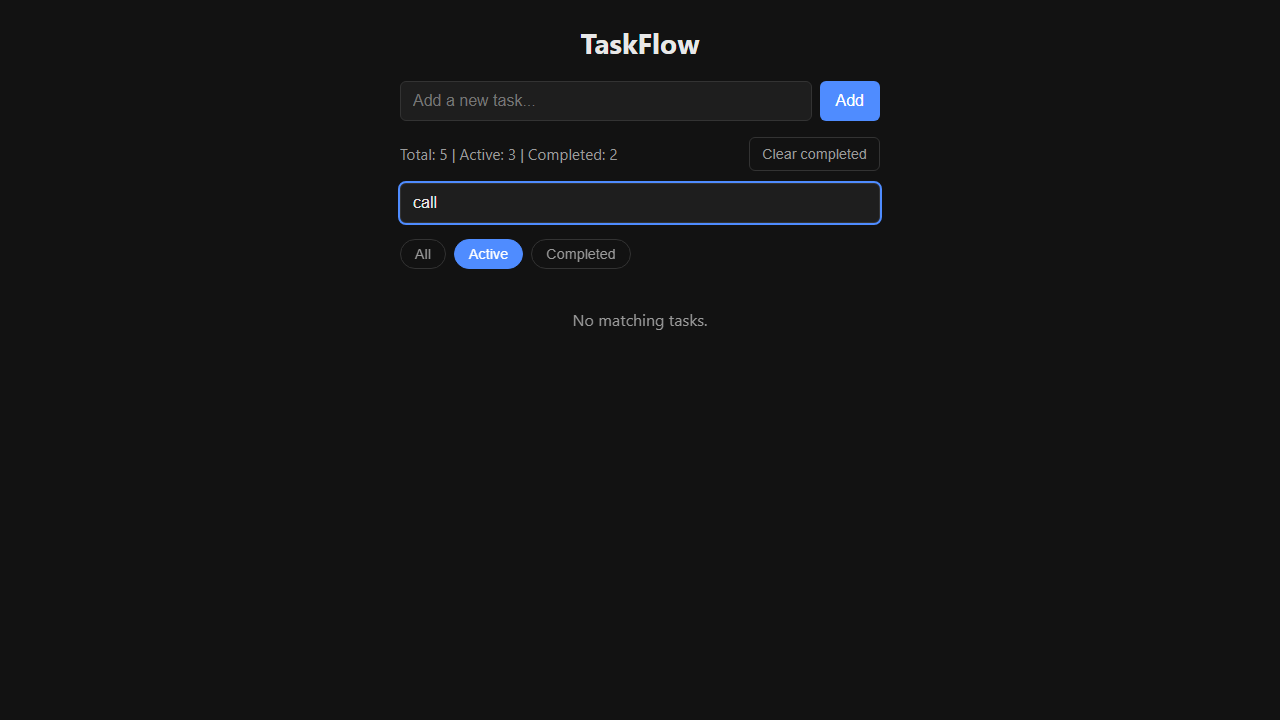 TaskFlow
Add a new task...
Add
Total: 5 | Active: 3 | Completed: 2
Clear completed
call
All
Active
Completed
No matching tasks.